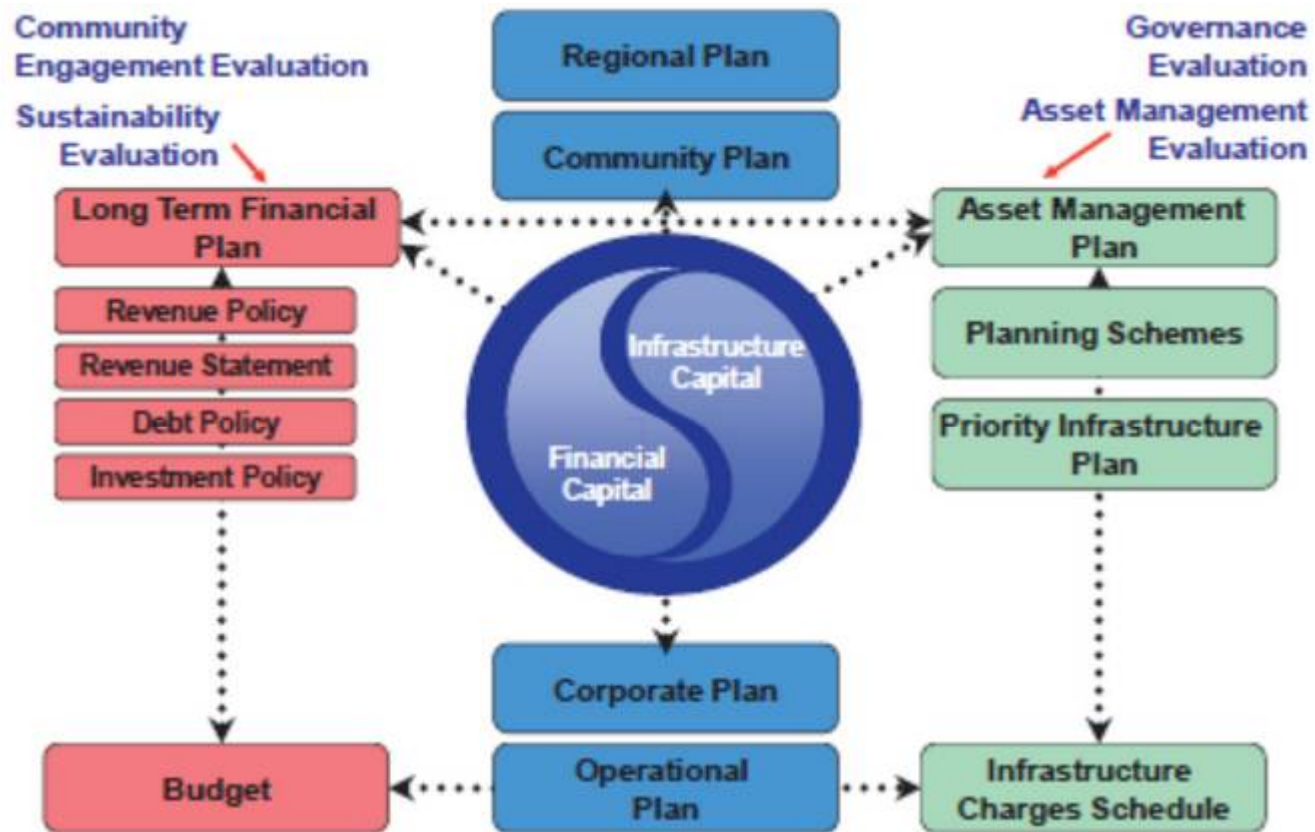 Community
Engagement Evaluation
Sustainability
Evaluation
Regional Plan
Community Plan
Governance
Evaluation
Asset Management
Evaluation
Long Term Financial
Plan
Revenue Policy
Revenue Statement
Debt Policy
Investment Policy
Infrastructure
Capital
Financial
Capital
Asset Management
Plan
Planning Schemes
Priority Infrastructure
Plan
Corporate Plan
Budget
Operational
Plan
Infrastructure
Charges Schedule